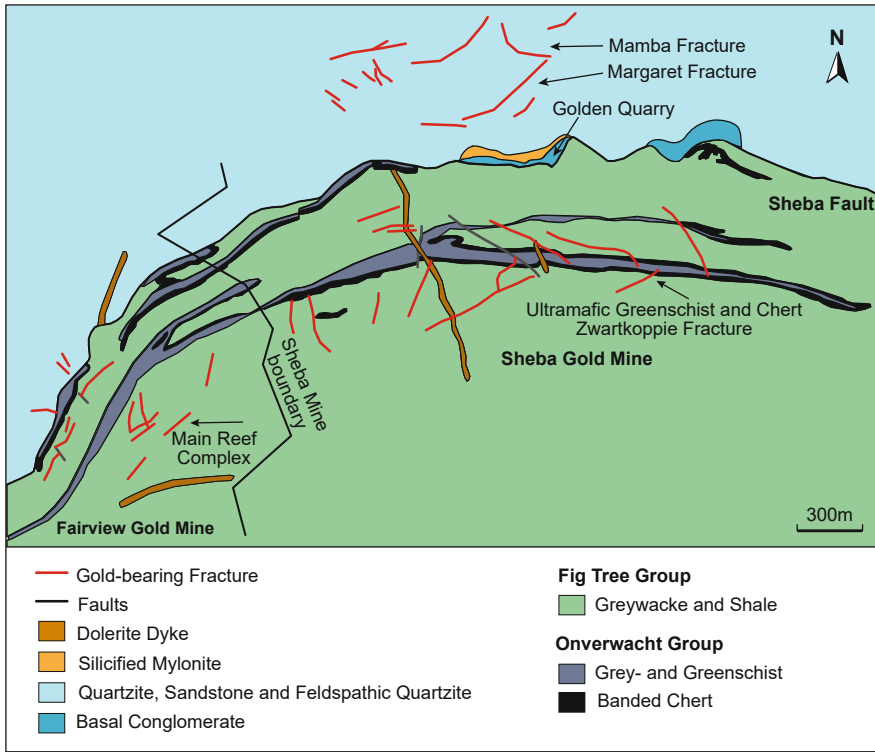 Mamba Fracture
N
Margaret Fracture
Golden Quarry
Sheba Fault
Ultramafic Greenschist and Chert
Zwartkoppie Fracture
Sheba Gold Mine
Sheba Mine
boundary
Main Reef
Complex
300m
Fairview Gold Mine
Gold-bearing Fracture
Faults
Dolerite Dyke
Silicified Mylonite
Quartzite, Sandstone and Feldspathic Quartzite
Basal Conglomerate
Fig Tree Group
Greywacke and Shale
Onverwacht Group
Grey- and Greenschist
Banded Chert